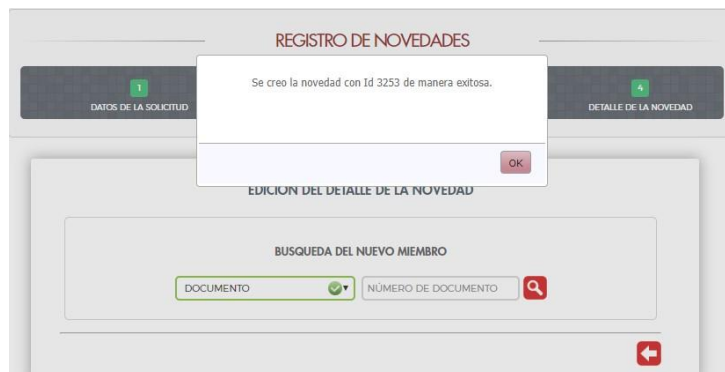 REGISTRO DE NOVEDADES
Se creo la novedad con Id 3253 de manera exitosa.
1
DATOS DE LA SOLICITUD
4
DETALLE DE LA NOVEDAD
OK
EDICIÓN DEL DETALLE DE LA NOVEDAD
BUSQUEDA DEL NUEVO MIEMBRO
DOCUMENTO
NÚMERO DE DOCUMENTO